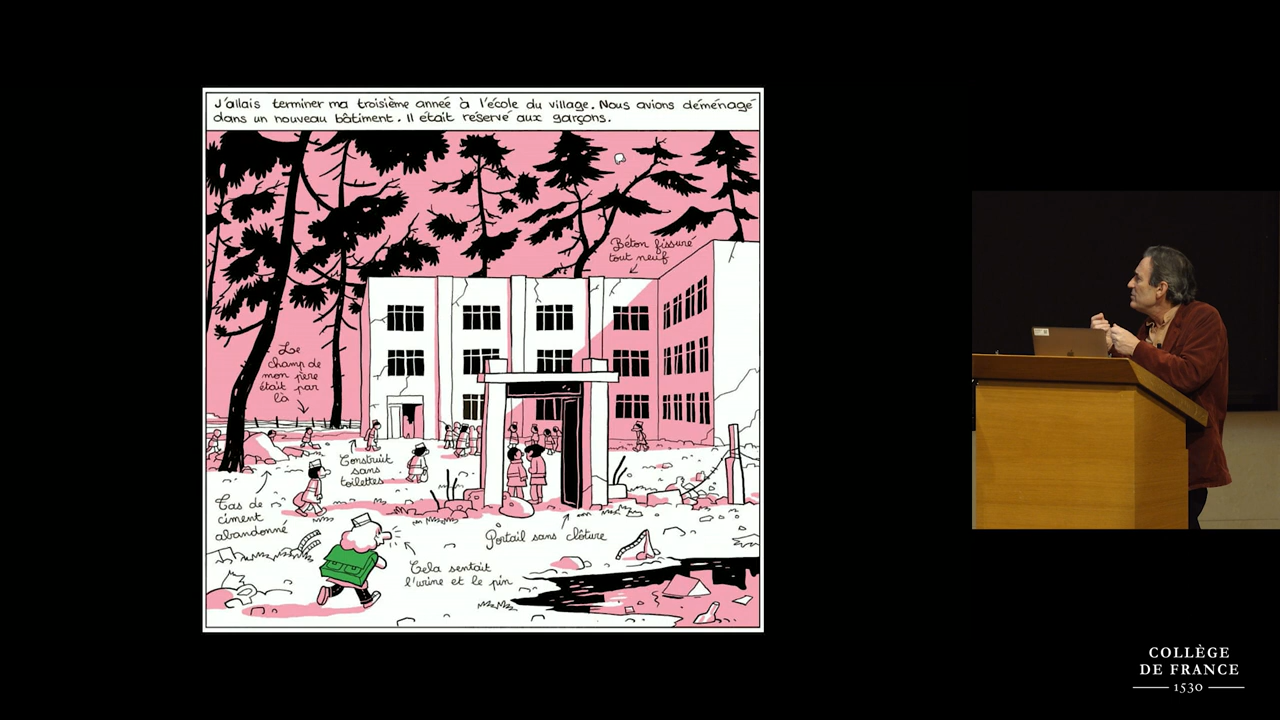 J'allais terminer ma troisième année à l'école du village. Nous avions déménagé
dans un nouveau bâtiment. Il était réservé aux garçons.
Béton fissuré
tout neuf
Le
champ de
mon père
était par
là
Construit
sans
toilettes
Tas de
ciment
abandonné
Portail sans clôture
Cela sentait
l'urine et le pin
COLLÈGE
DE FRANCE
1530